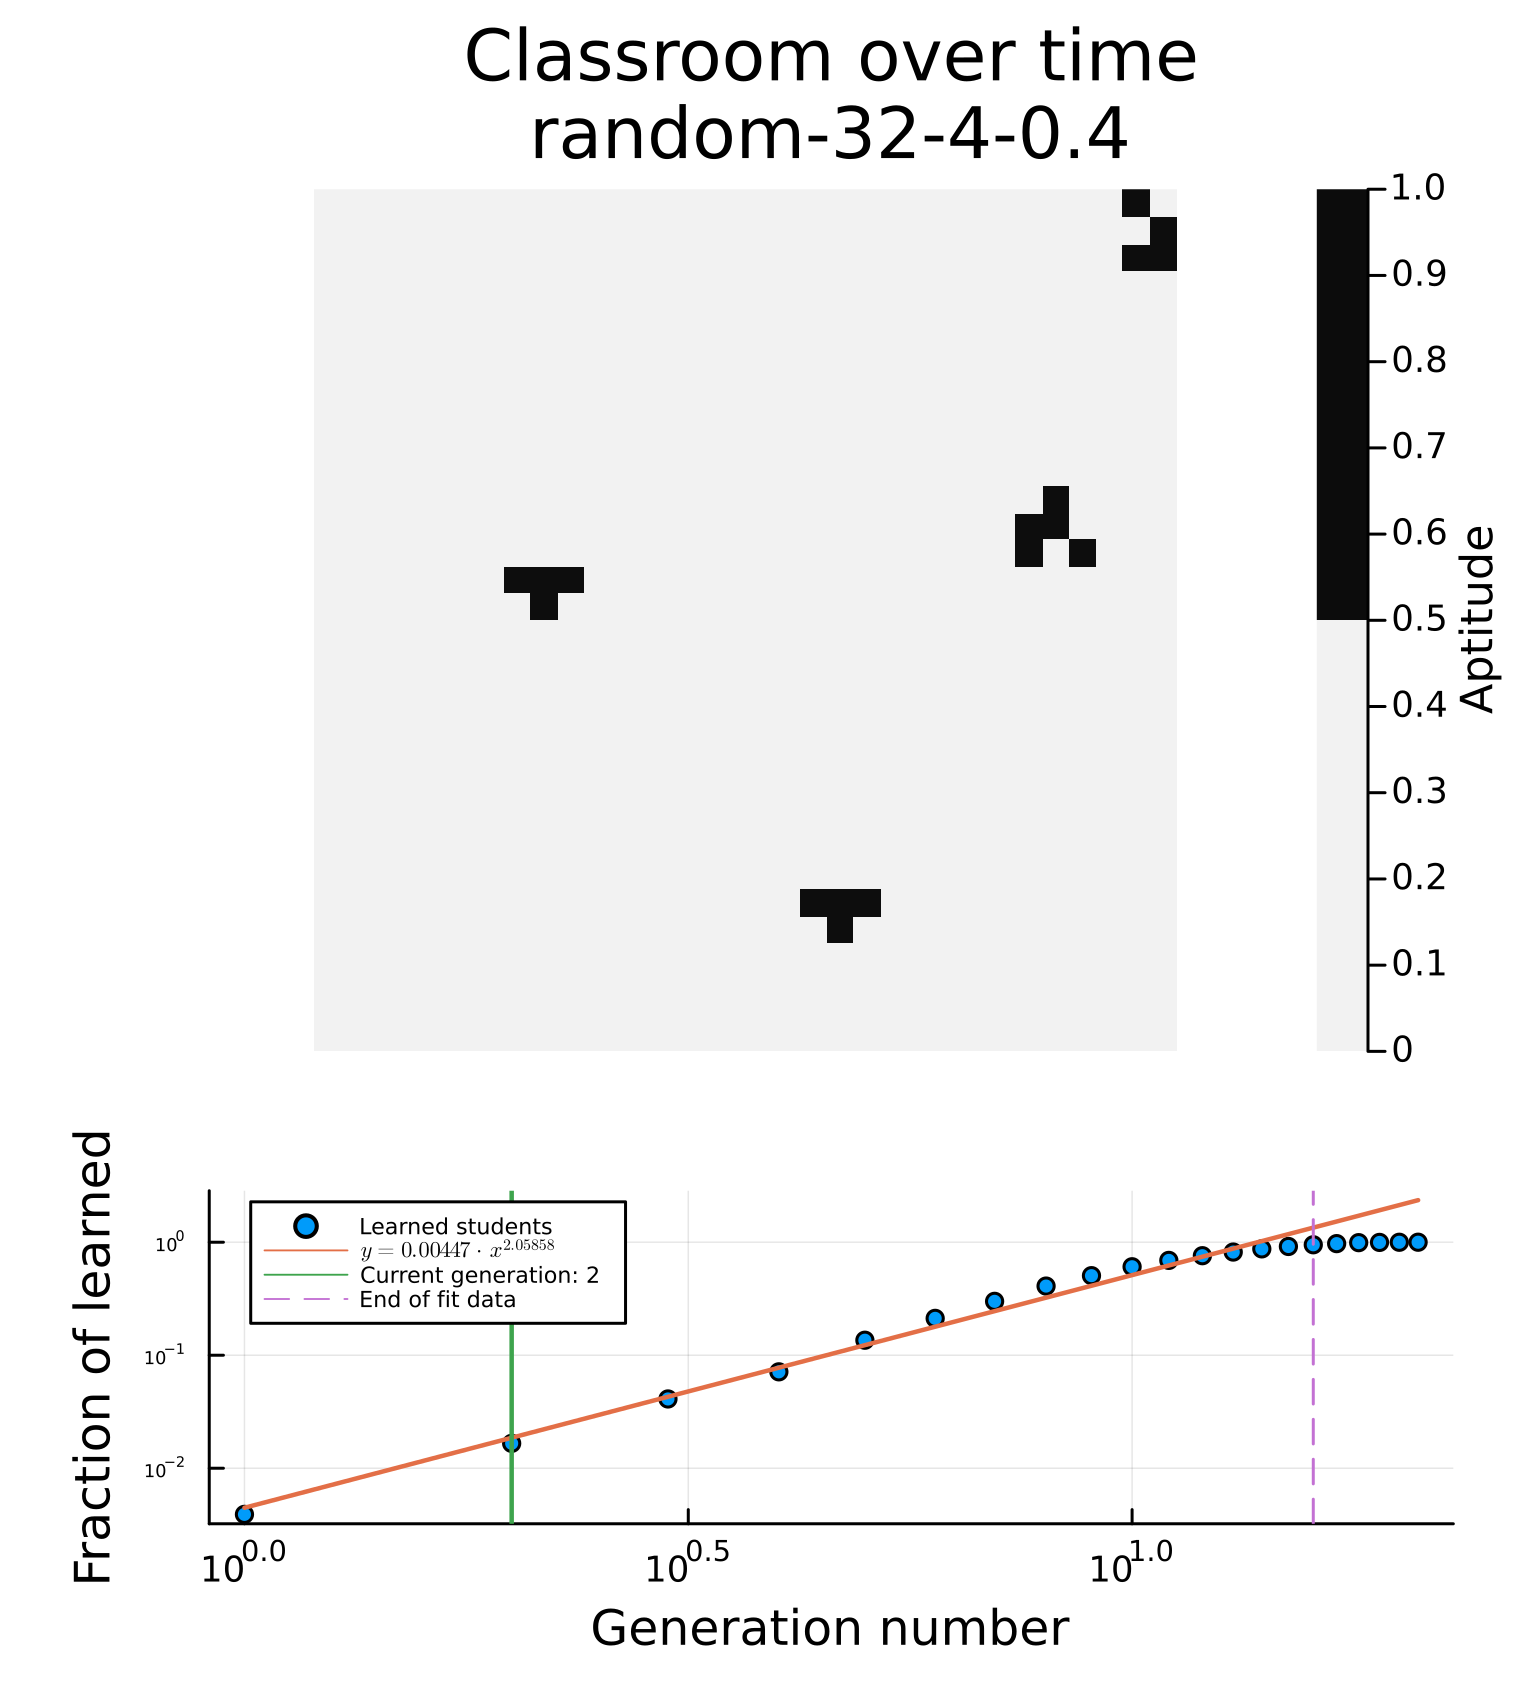 Classroom over time
random-32-4-0.4
1.0
0.9
0.8
0.7
0.6
0.5
0.4
0.3
0.2
0.1
0
Aptitude
Fraction of learned
10⁰
10⁻¹
10⁻²
Learned students
y = 0.00447 · x^2.05858
Current generation: 2
End of fit data
10^0.0
10^0.5
10^1.0
Generation number